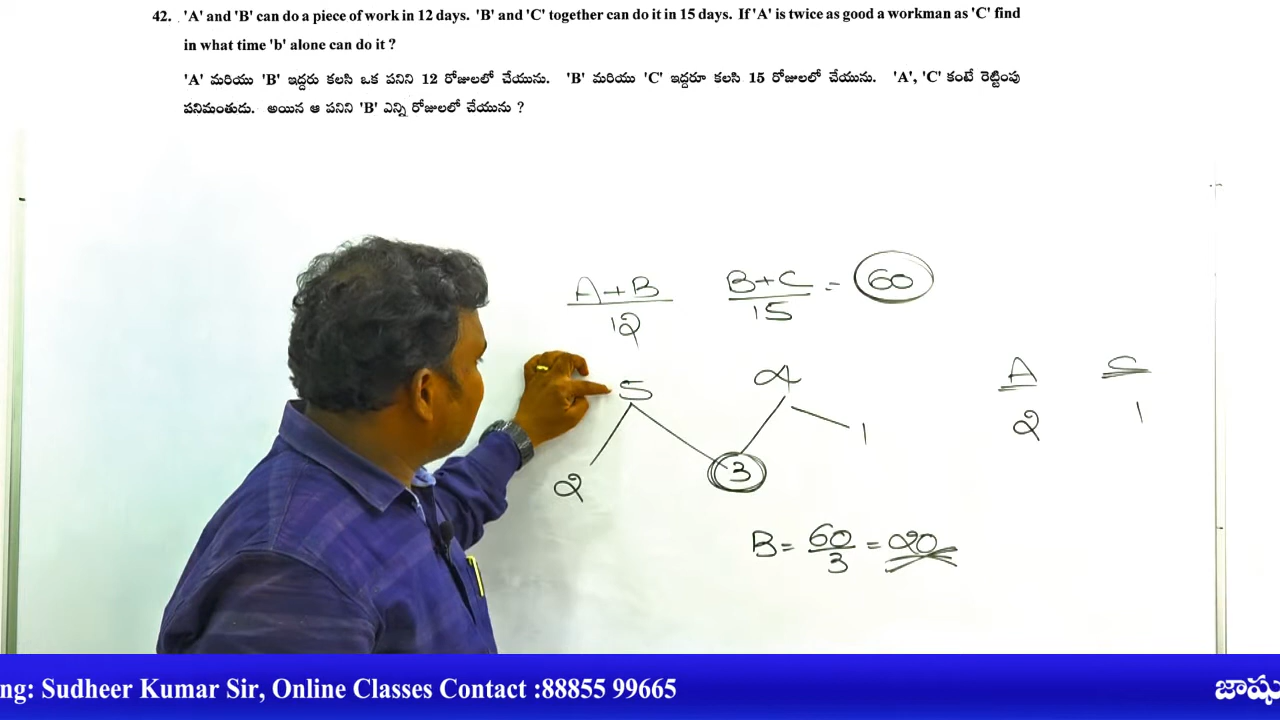 42. 'A' and 'B' can do a piece of work in 12 days. 'B' and 'C' together can do it in 15 days. If 'A' is twice as good a workman as 'C' find
in what time 'b' alone can do it ?
'A' మరియు 'B' ఇద్దరు కలసి ఒక పనిని 12 రోజులలో చేయును. 'B' మరియు 'C' ఇద్దరూ కలసి 15 రోజులలో చేయును. 'A', 'C' కంటే రెట్టింపు
పనిమంతుడు. అయిన ఆ పనిని 'B' ఎన్ని రోజులలో చేయును ?
A+B B+C = 60
12 15
5 4 A C
2 1
1
2 3
B = 60/3 = 20
ng: Sudheer Kumar Sir, Online Classes Contact :88855 99665